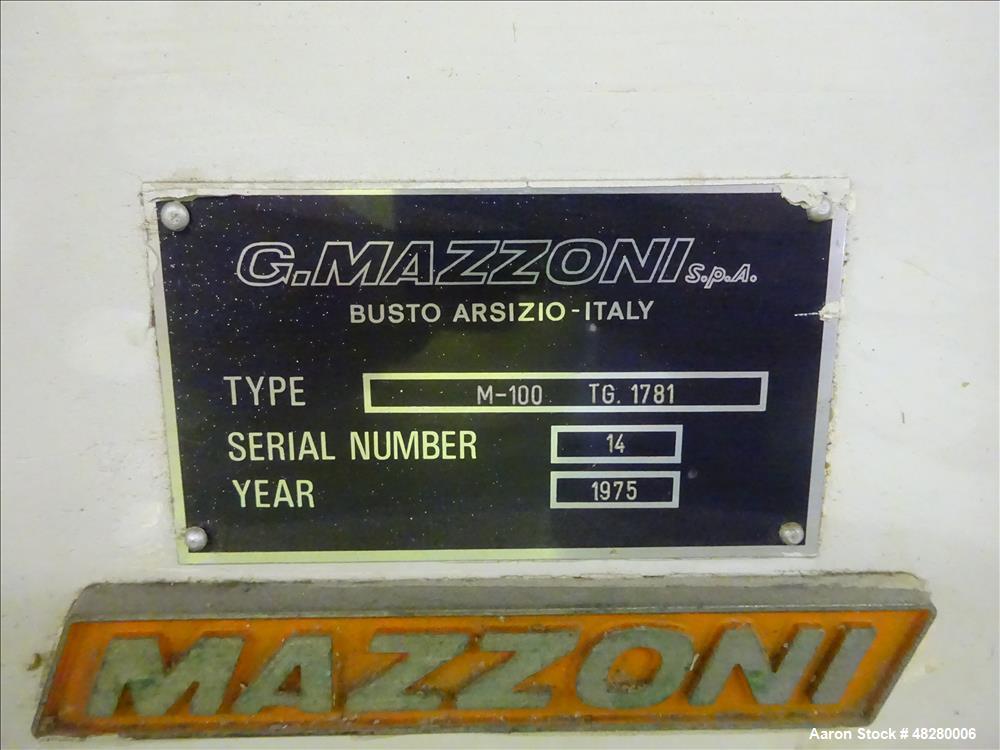 G.MAZZONI S.p.A.
BUSTO ARSIZIO-ITALY
TYPE M-100 TG. 1781
SERIAL NUMBER 14
YEAR 1975
MAZZONI
Aaron Stock # 48280006